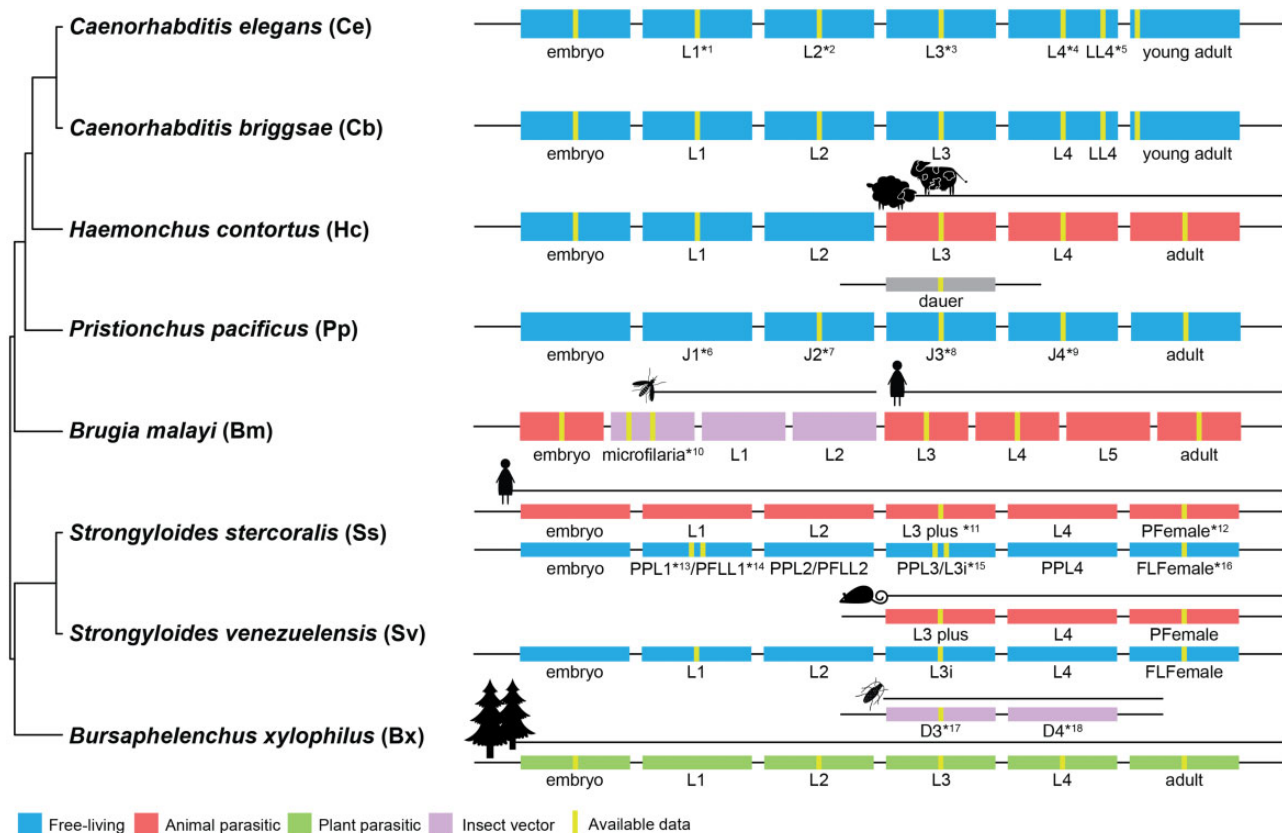 Caenorhabditis elegans (Ce)
embryo L1*1 L2*2 L3*3 L4*4 LL4*5 young adult
Caenorhabditis briggsae (Cb)
embryo L1 L2 L3 L4 LL4 young adult
Haemonchus contortus (Hc)
embryo L1 L2 L3 L4 adult
dauer
Pristionchus pacificus (Pp)
embryo J1*6 J2*7 J3*8 J4*9 adult
Brugia malayi (Bm)
embryo microfilaria*10 L1 L2 L3 L4 L5 adult
Strongyloides stercoralis (Ss)
embryo L1 L2 L3 plus *11 L4 PFemale*12
embryo PPL1*13/PFLL1*14 PPL2/PFLL2 PPL3/L3i*15 PPL4 FLFemale*16
Strongyloides venezuelensis (Sv)
L3 plus L4 PFemale
embryo L1 L2 L3i L4 FLFemale
Bursaphelenchus xylophilus (Bx)
D3*17 D4*18
embryo L1 L2 L3 L4 adult
Free-living Animal parasitic Plant parasitic Insect vector Available data